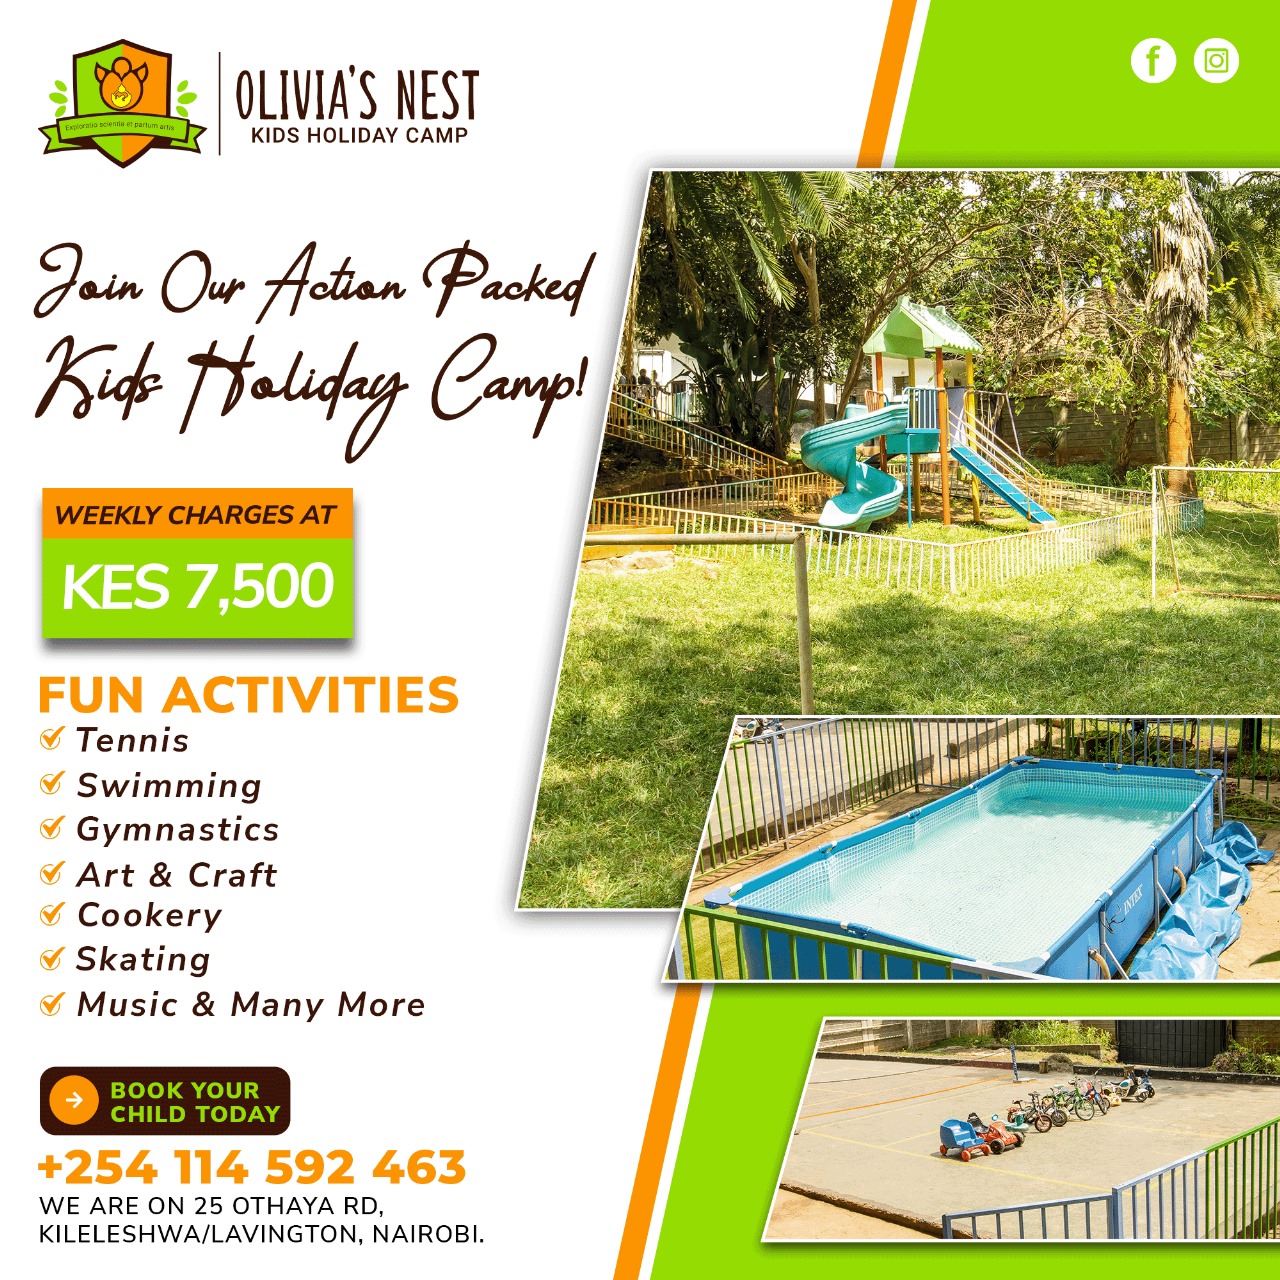 Exploratio scientie et partum artis
OLIVIA'S NEST
KIDS HOLIDAY CAMP
Join Our Action Packed
Kids Holiday Camp!
WEEKLY CHARGES AT
KES 7,500
FUN ACTIVITIES
Tennis
Swimming
Gymnastics
Art & Craft
Cookery
Skating
Music & Many More
INTEX
BOOK YOUR
CHILD TODAY
+254 114 592 463
WE ARE ON 25 OTHAYA RD,
KILELESHWA/LAVINGTON, NAIROBI.